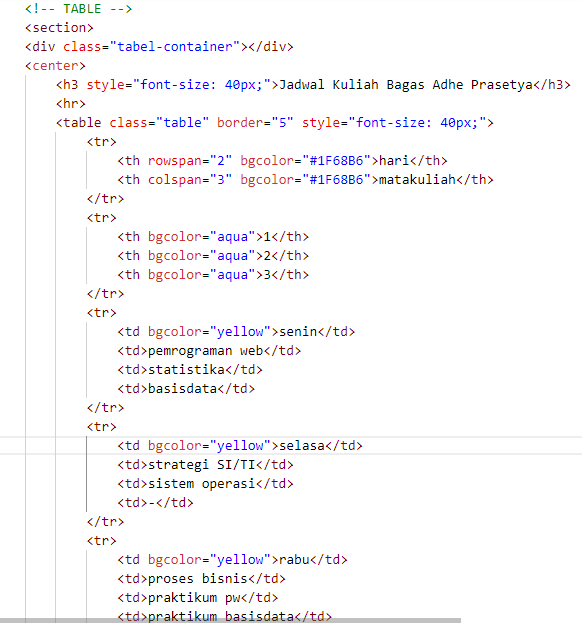 <!-- TABLE -->
<section>
<div class="tabel-container"></div>
<center>
<h3 style="font-size: 40px;">Jadwal Kuliah Bagas Adhe Prasetya</h3>
<hr>
<table class="table" border="5" style="font-size: 40px;">
<tr>
<th rowspan="2" bgcolor="#1F68B6">hari</th>
<th colspan="3" bgcolor="#1F68B6">matakuliah</th>
</tr>
<tr>
<th bgcolor="aqua">1</th>
<th bgcolor="aqua">2</th>
<th bgcolor="aqua">3</th>
</tr>
<tr>
<td bgcolor="yellow">senin</td>
<td>pemrograman web</td>
<td>statistika</td>
<td>basisdata</td>
</tr>
<tr>
<td bgcolor="yellow">selasa</td>
<td>strategi SI/TI</td>
<td>sistem operasi</td>
<td>-</td>
</tr>
<tr>
<td bgcolor="yellow">rabu</td>
<td>proses bisnis</td>
<td>praktikum pw</td>
<td>praktikum basisdata</td>